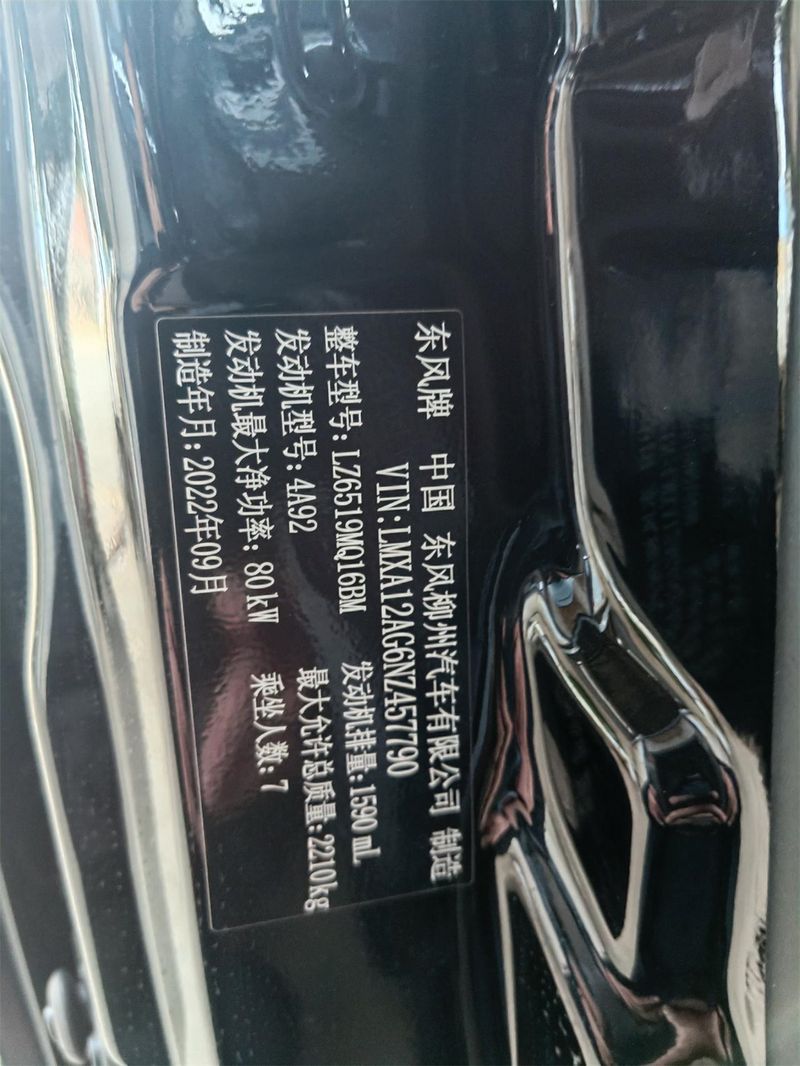 东风牌 中国 东风柳州汽车有限公司 制造
VIN:LMXA12AG6NZ457790
整车型号:LZ6519MQ16BM 发动机排量:1590 mL
发动机型号:4A92 最大允许总质量:2210kg
发动机最大净功率:80kW 乘坐人数:7
制造年月:2022年09月